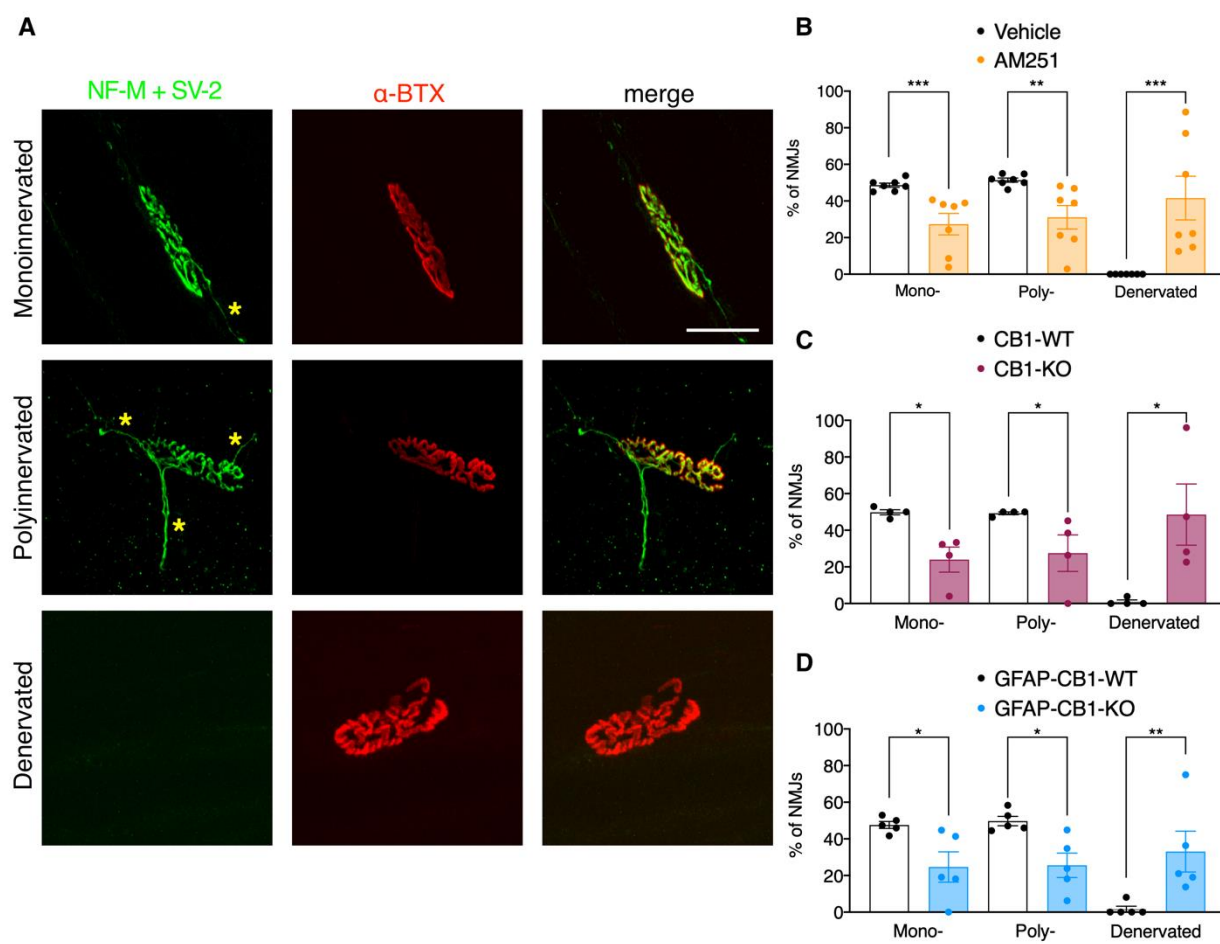 A
NF-M + SV-2
α-BTX
merge
Monoinnervated
*
Polyinnervated
*
*
*
Denervated
B
Vehicle
AM251
***
**
***
100
80
60
40
20
0
% of NMJs
Mono-
Poly-
Denervated
C
CB1-WT
CB1-KO
*
*
*
100
80
60
40
20
0
% of NMJs
Mono-
Poly-
Denervated
D
GFAP-CB1-WT
GFAP-CB1-KO
*
*
**
100
80
60
40
20
0
% of NMJs
Mono-
Poly-
Denervated